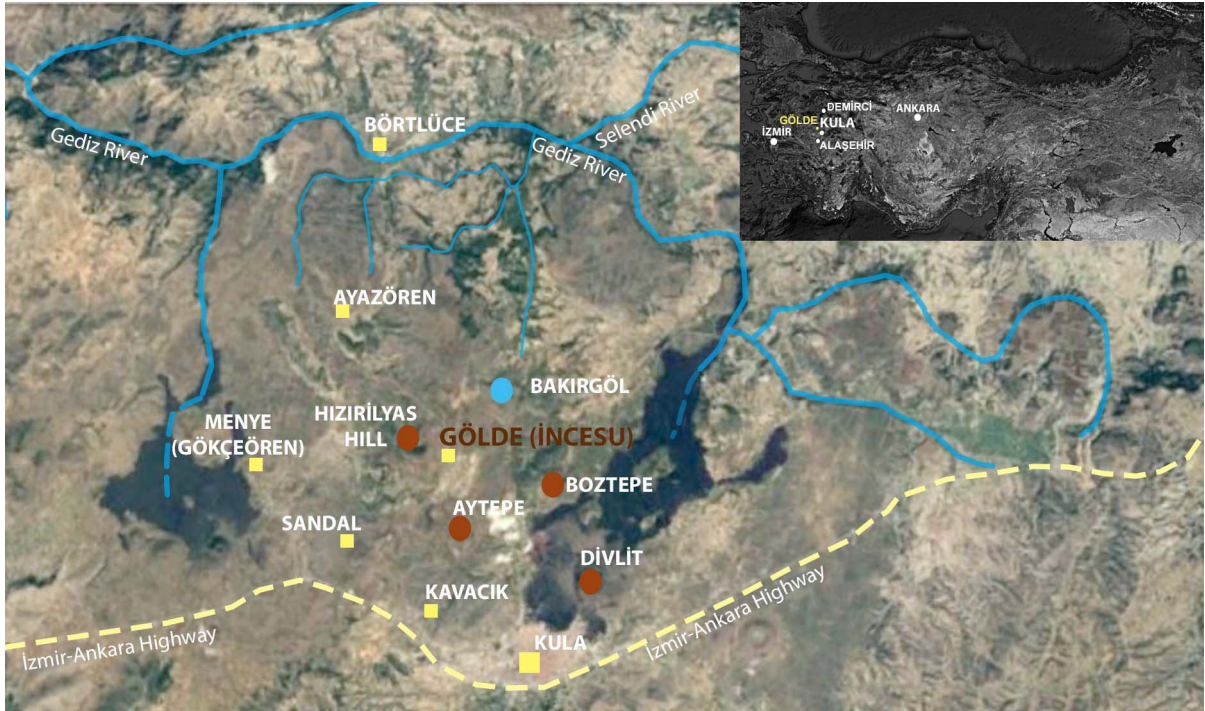 BÖRTLÜCE
Gediz River
Selendi River
Gediz River
DEMİRCİ
GÖLDE
KULA
ANKARA
İZMİR
ALAŞEHİR
AYAZÖREN
BAKIRGÖL
MENYE
(GÖKÇEÖREN)
HIZIRİLYAS
HILL
GÖLDE (İNCESU)
BOZTEPE
AYTEPE
SANDAL
DİVLİT
KAVACIK
KULA
İzmir-Ankara Highway
İzmir-Ankara Highway